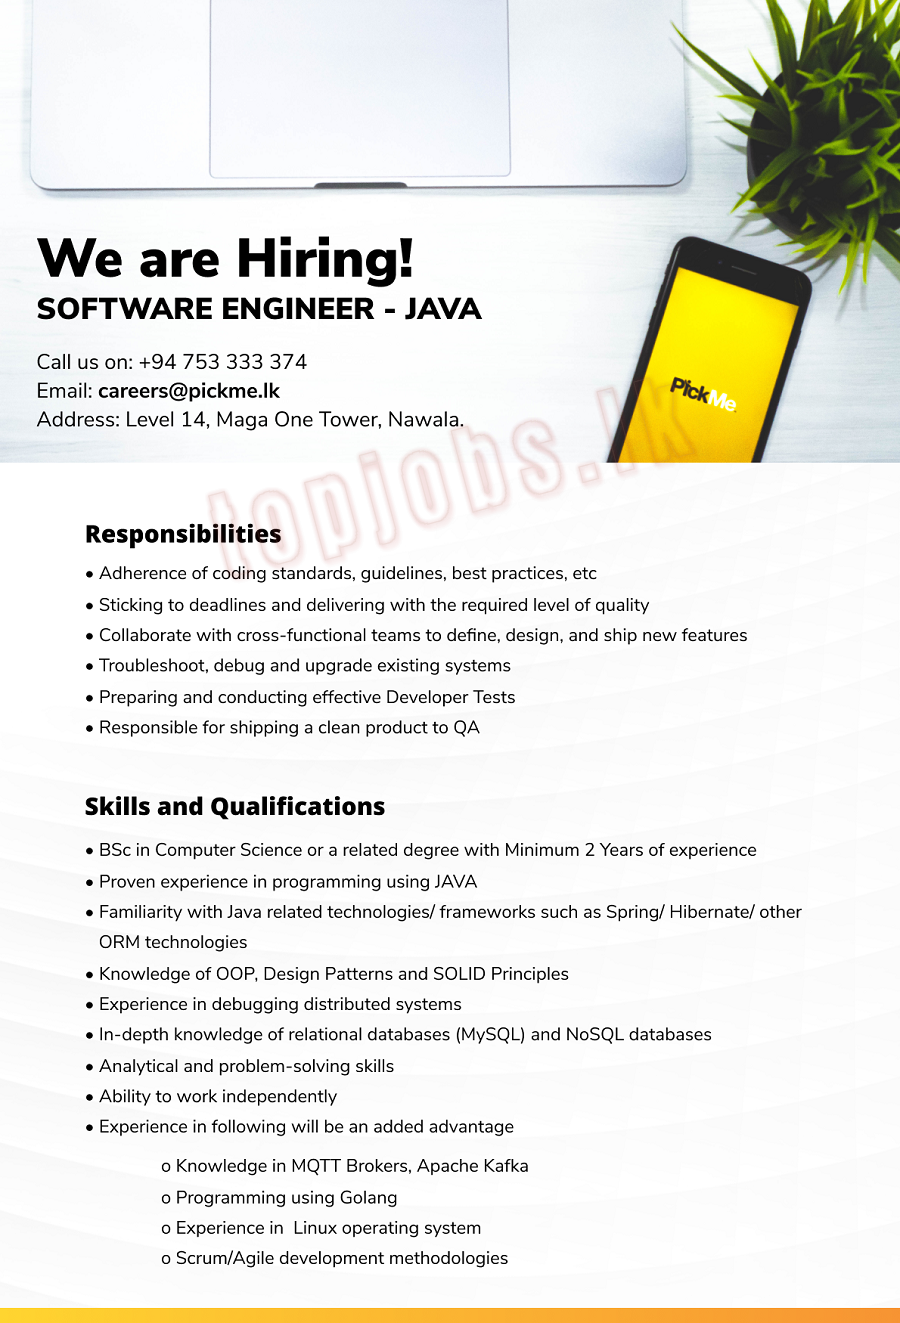 We are Hiring!
SOFTWARE ENGINEER - JAVA
Call us on: +94 753 333 374
Email: careers@pickme.lk
Address: Level 14, Maga One Tower, Nawala.
PickMe
topjobs.lk
Responsibilities
• Adherence of coding standards, guidelines, best practices, etc
• Sticking to deadlines and delivering with the required level of quality
• Collaborate with cross-functional teams to define, design, and ship new features
• Troubleshoot, debug and upgrade existing systems
• Preparing and conducting effective Developer Tests
• Responsible for shipping a clean product to QA
Skills and Qualifications
• BSc in Computer Science or a related degree with Minimum 2 Years of experience
• Proven experience in programming using JAVA
• Familiarity with Java related technologies/ frameworks such as Spring/ Hibernate/ other
ORM technologies
• Knowledge of OOP, Design Patterns and SOLID Principles
• Experience in debugging distributed systems
• In-depth knowledge of relational databases (MySQL) and NoSQL databases
• Analytical and problem-solving skills
• Ability to work independently
• Experience in following will be an added advantage
o Knowledge in MQTT Brokers, Apache Kafka
o Programming using Golang
o Experience in  Linux operating system
o Scrum/Agile development methodologies